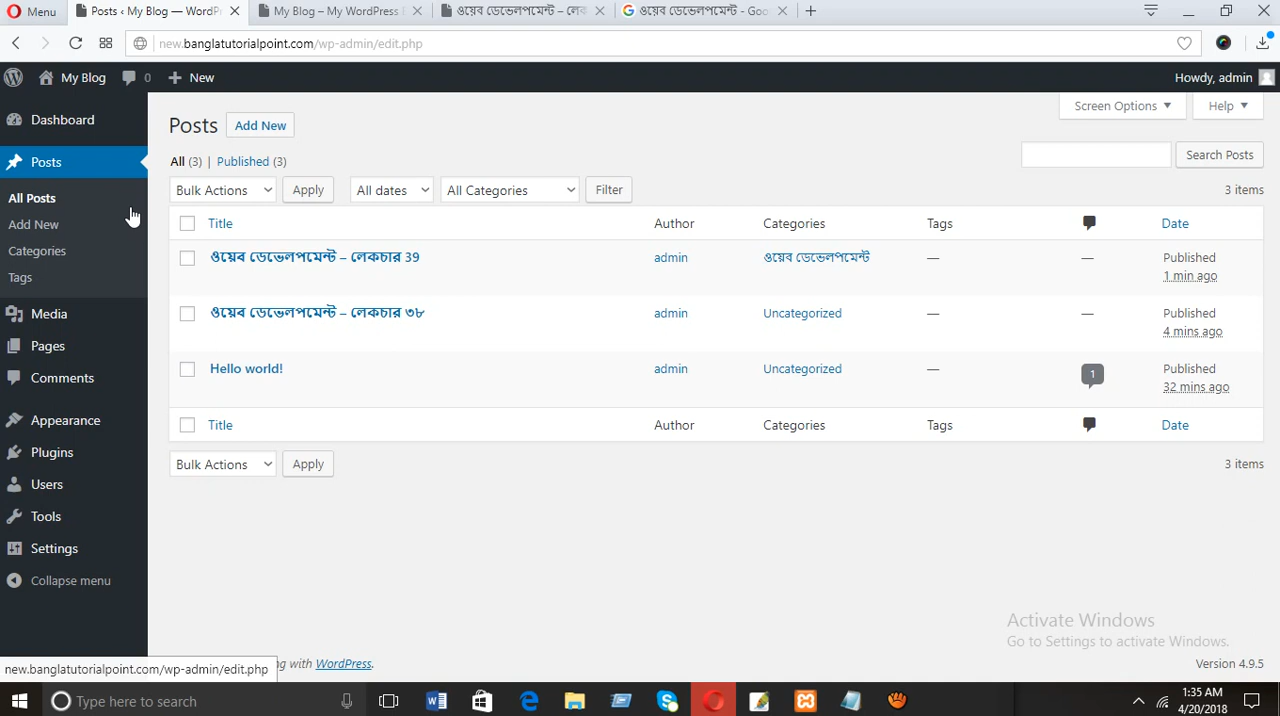 Menu
Posts ‹ My Blog — WordPr
My Blog – My WordPress
ওয়েব ডেভেলপমেন্ট – লেক
ওয়েব ডেভেলপমেন্ট - Goo
new.banglatutorialpoint.com/wp-admin/edit.php
My Blog
0
New
Howdy, admin
Dashboard
Posts
All Posts
Add New
Categories
Tags
Media
Pages
Comments
Appearance
Plugins
Users
Tools
Settings
Collapse menu
Screen Options
Help
Posts Add New
All (3) | Published (3)
Search Posts
Bulk Actions Apply All dates All Categories Filter
3 items
Title Author Categories Tags Date
ওয়েব ডেভেলপমেন্ট – লেকচার 39 admin ওয়েব ডেভেলপমেন্ট — — Published
1 min ago
ওয়েব ডেভেলপমেন্ট – লেকচার ৩৮ admin Uncategorized — — Published
4 mins ago
Hello world! admin Uncategorized — 1 Published
32 mins ago
Title Author Categories Tags Date
Bulk Actions Apply
3 items
Activate Windows
Go to Settings to activate Windows.
new.banglatutorialpoint.com/wp-admin/edit.php
ng with WordPress.
Version 4.9.5
Type here to search
1:35 AM
4/20/2018